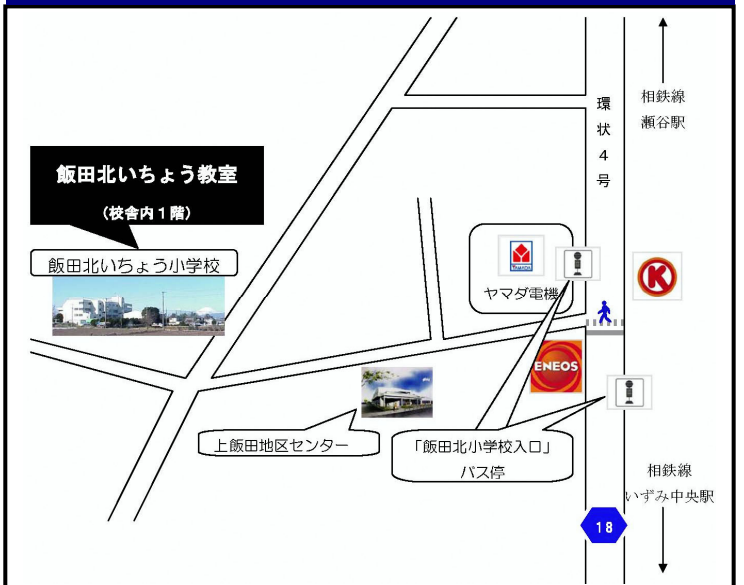 環
状
4
号
相鉄線
瀬谷駅
飯田北いちょう教室
(校舎内1階)
飯田北いちょう小学校
YAMADA
ヤマダ電機
K
ENEOS
上飯田地区センター
「飯田北小学校入口」
バス停
相鉄線
いずみ中央駅
18